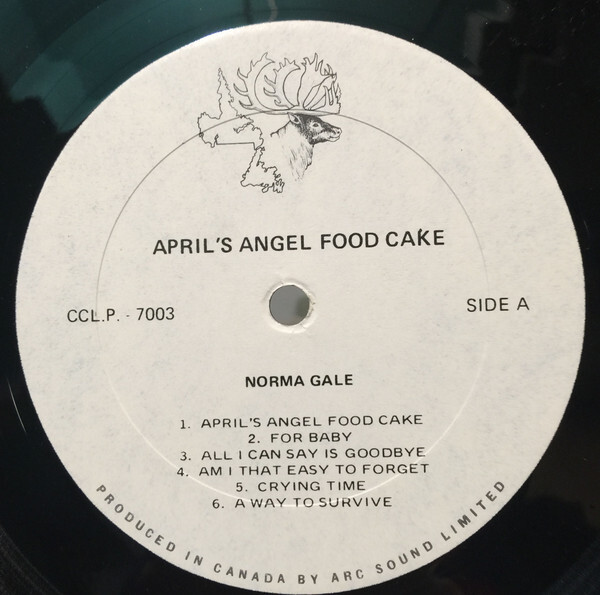 APRIL'S ANGEL FOOD CAKE
CCL.P. - 7003
SIDE A
NORMA GALE
1. APRIL'S ANGEL FOOD CAKE
2. FOR BABY
3. ALL I CAN SAY IS GOODBYE
4. AM I THAT EASY TO FORGET
5. CRYING TIME
6. A WAY TO SURVIVE
PRODUCED IN CANADA BY ARC SOUND LIMITED